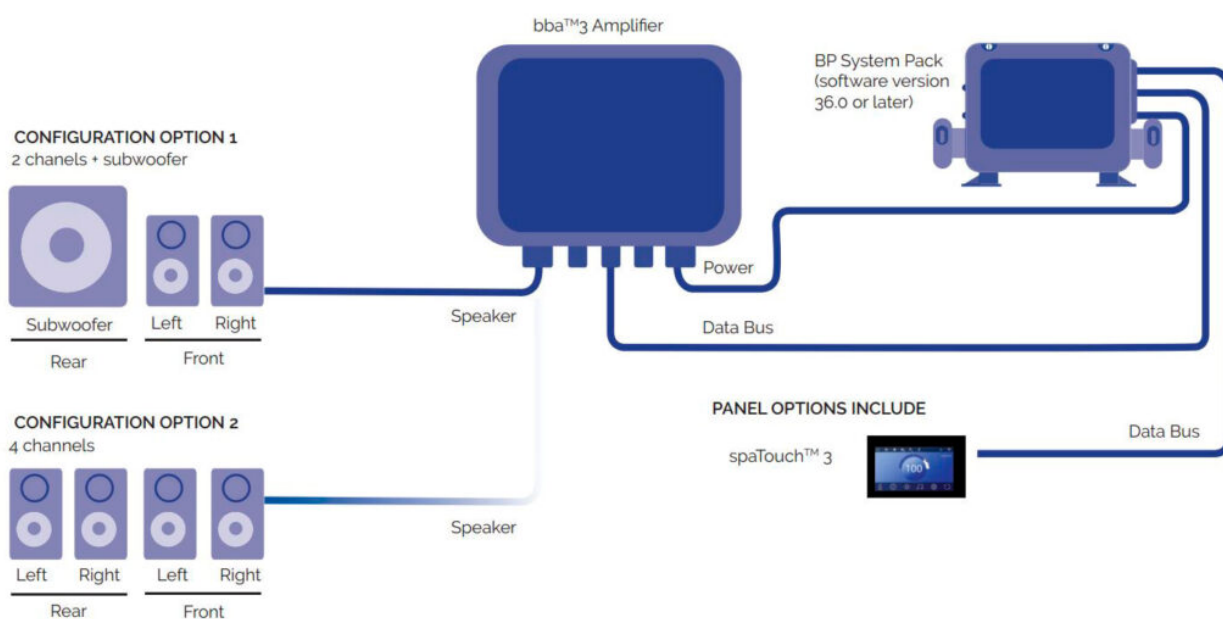 bba™3 Amplifier
BP System Pack
(software version
36.0 or later)
CONFIGURATION OPTION 1
2 chanels + subwoofer
Power
Speaker
Data Bus
Subwoofer
Left
Right
Rear
Front
CONFIGURATION OPTION 2
4 channels
PANEL OPTIONS INCLUDE
Data Bus
spaTouch™ 3
100
Speaker
Left
Right
Left
Right
Rear
Front